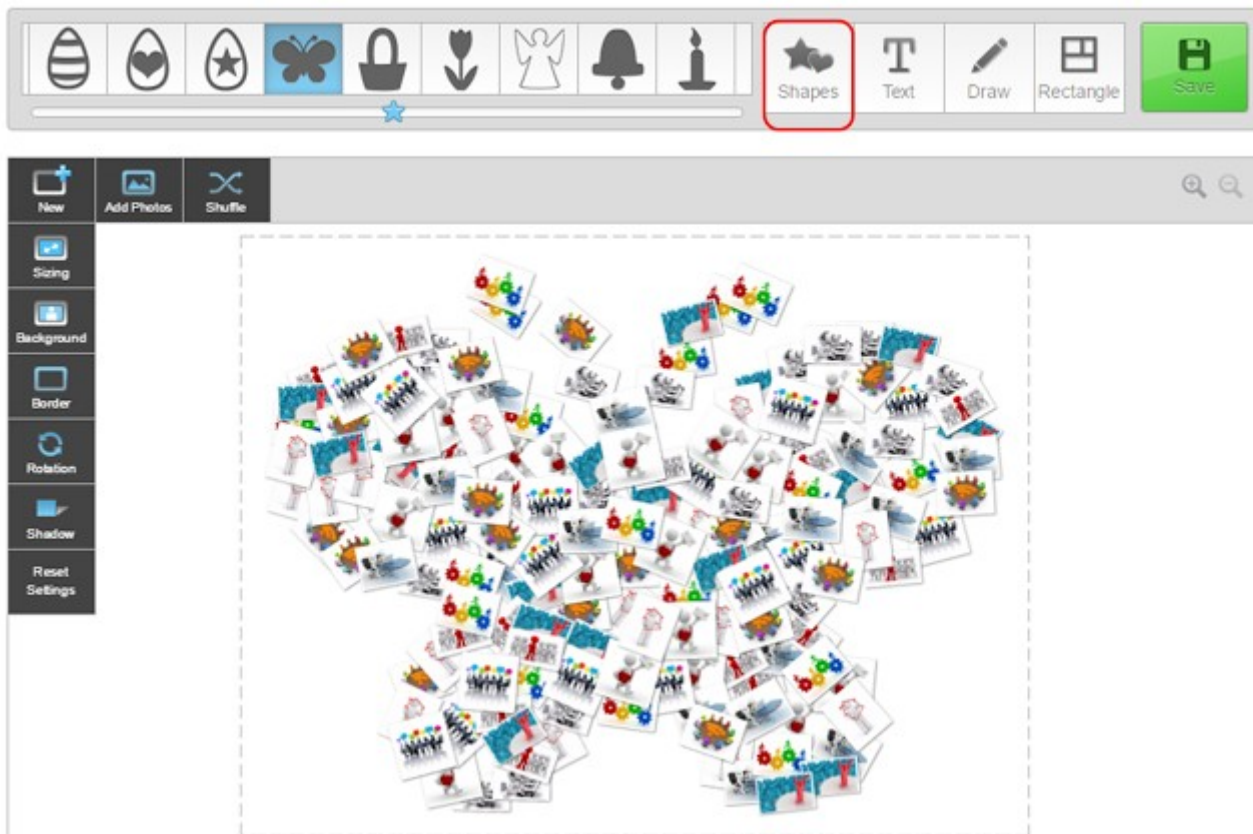 Shapes
Text
Draw
Rectangle
Save
New
Add Photos
Shuffle
Sizing
Background
Border
Rotation
Shadow
Reset
Settings